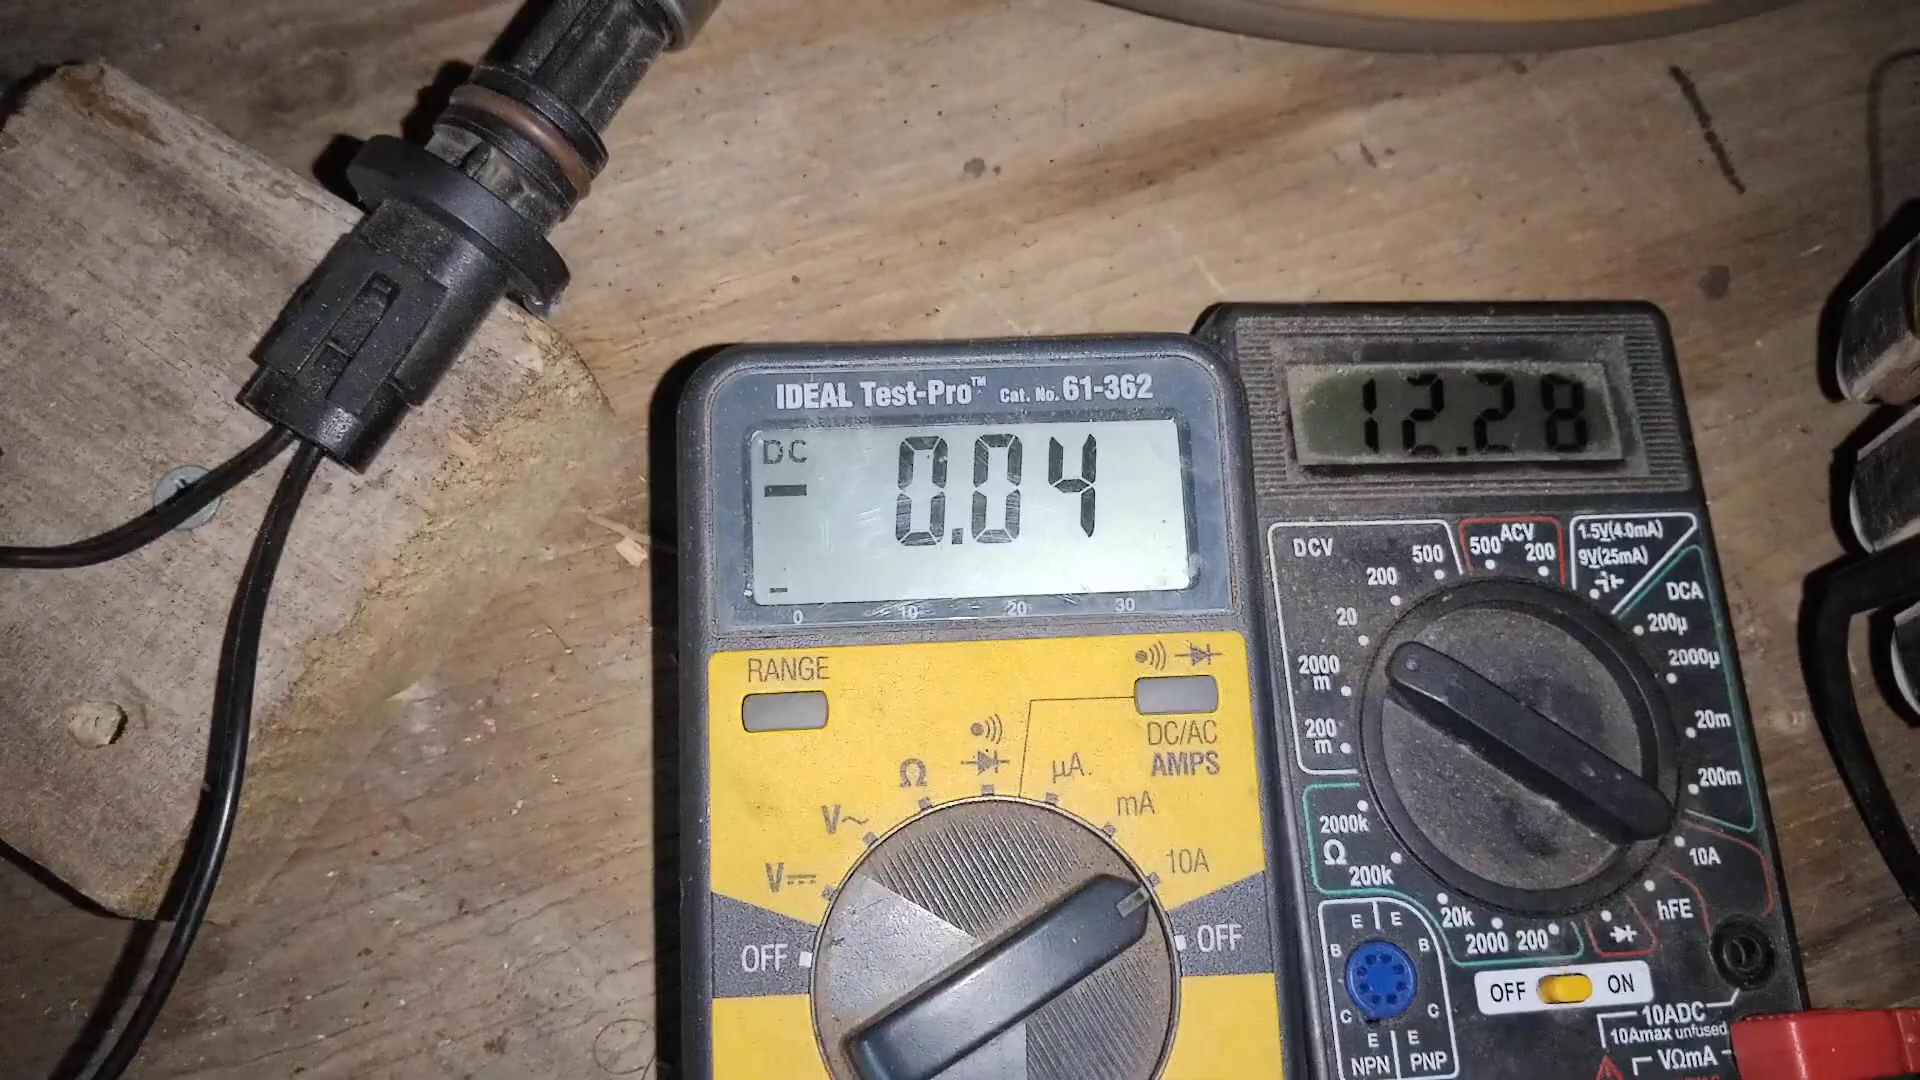 IDEAL Test-Pro™ Cat. No. 61-362
DC
0.04
0 10 20 30
RANGE
DC/AC
AMPS
Ω
µA
mA
10A
V~
V
OFF
OFF
12.28
DCV
500
200
20
2000
m
200
m
ACV
500 200
1.5V(4.0mA)
9V(25mA)
DCA
200µ
2000µ
20m
200m
10A
hFE
2000k
Ω
200k
20k
2000 200
E E
B B
C C
E E
NPN PNP
OFF ON
10ADC
10Amax unfused
VΩmA